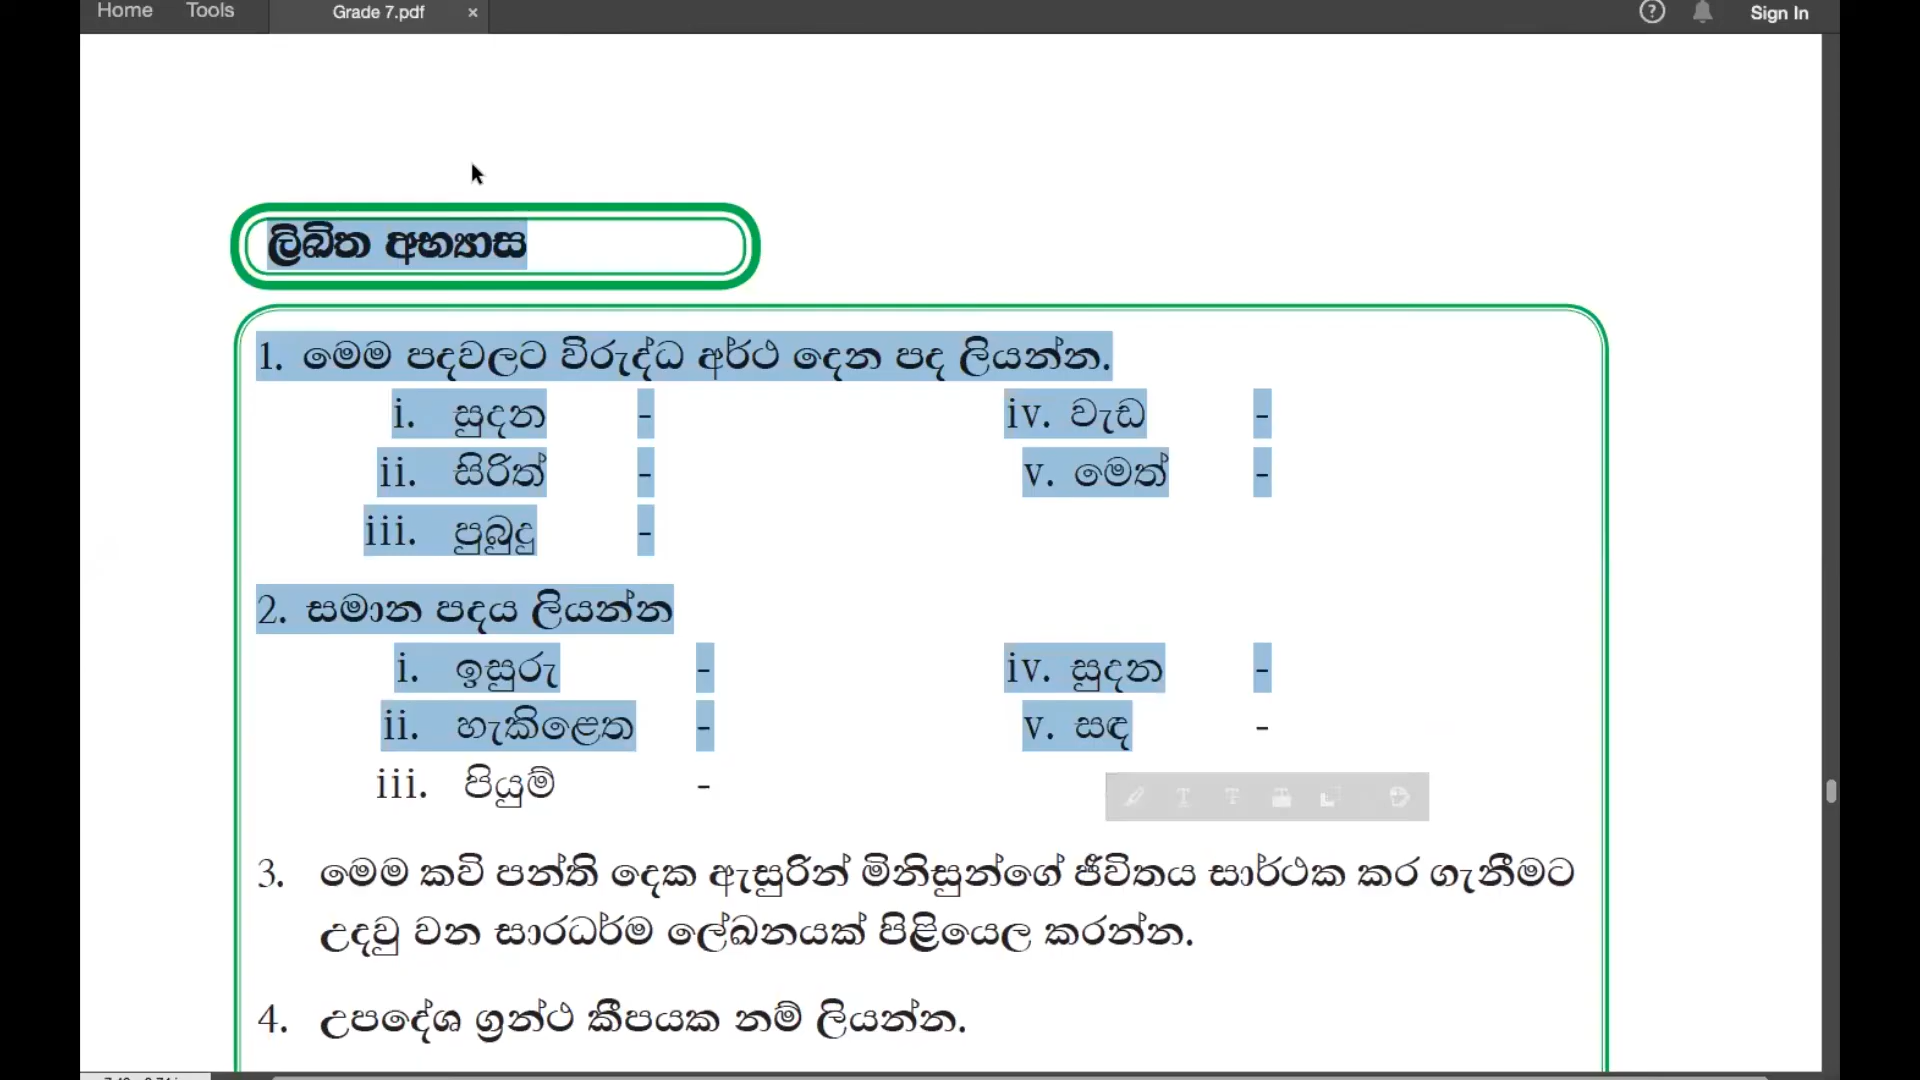 Home Tools Grade 7.pdf × Sign In
ලිඛිත අභ්‍යාස
1. මෙම පදවලට විරුද්ධ අර්ථ දෙන පද ලියන්න.
i. සුදන - iv. වැඩ -
ii. සිරිත් - v. මෙත් -
iii. පුබුදු -
2. සමාන පදය ලියන්න
i. ඉසුරු - iv. සුදන -
ii. හැකිළෙත - v. සඳ -
iii. පියුම් -
3. මෙම කවි පන්ති දෙක ඇසුරින් මිනිසුන්ගේ ජීවිතය සාර්ථක කර ගැනීමට
උදවු වන සාරධර්ම ලේඛනයක් පිළියෙල කරන්න.
4. උපදේශ ග්‍රන්ථ කීපයක නම් ලියන්න.